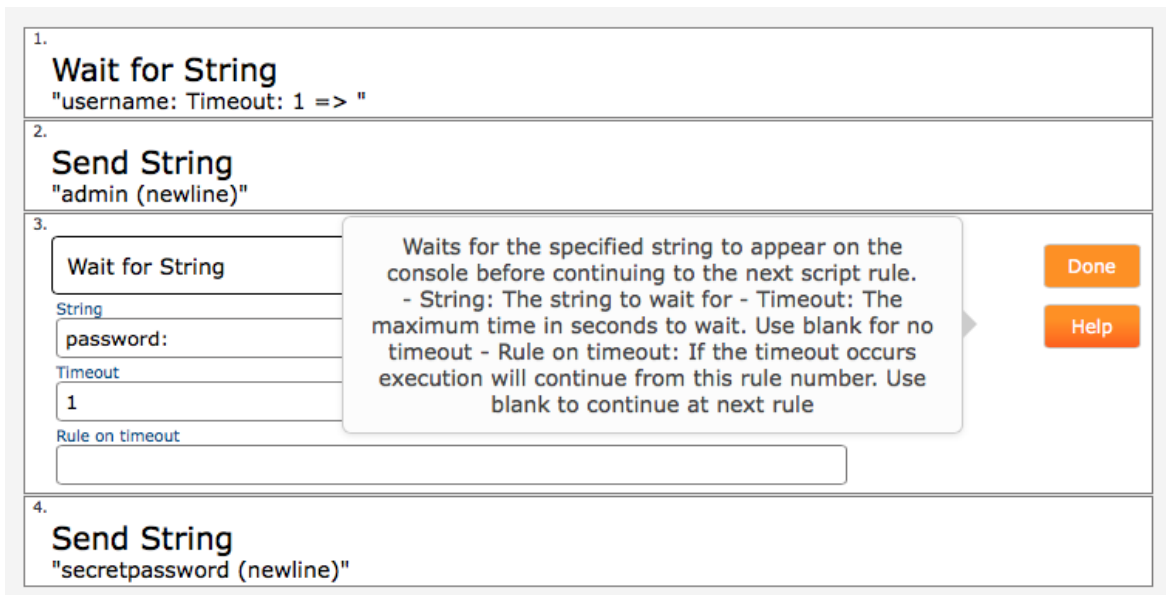 1.
Wait for String
"username: Timeout: 1 => "
2.
Send String
"admin (newline)"
3.
Wait for String
String
password:
Timeout
1
Rule on timeout
Waits for the specified string to appear on the
console before continuing to the next script rule.
- String: The string to wait for - Timeout: The
maximum time in seconds to wait. Use blank for no
timeout - Rule on timeout: If the timeout occurs
execution will continue from this rule number. Use
blank to continue at next rule
Done
Help
4.
Send String
"secretpassword (newline)"